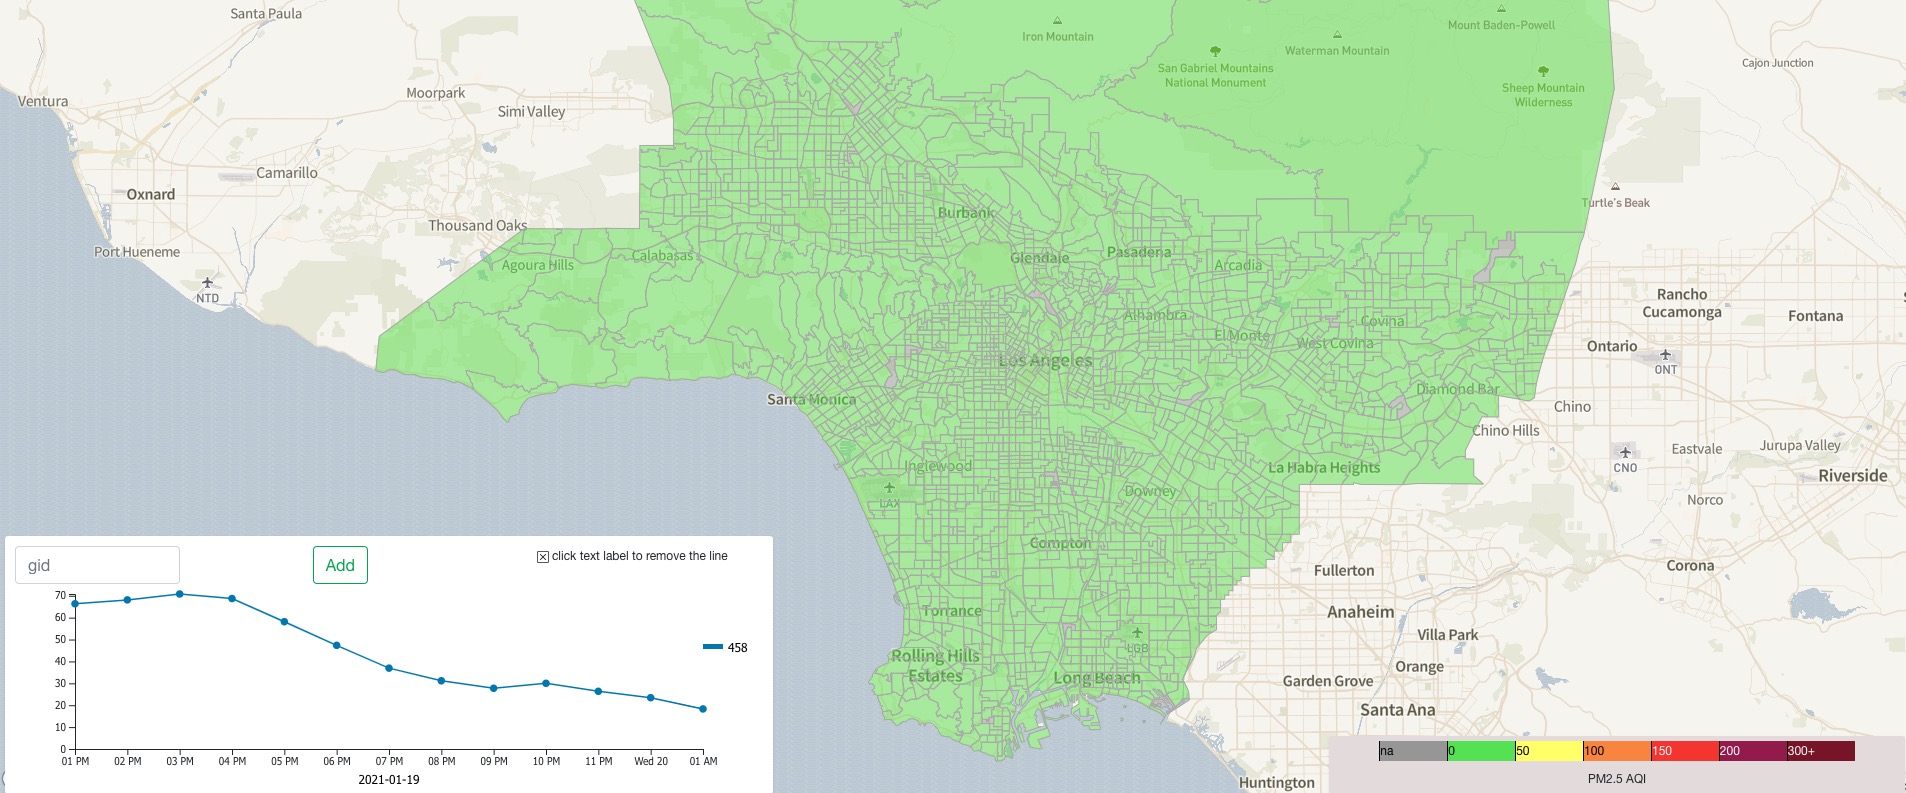 Santa Paula
Iron Mountain
Mount Baden-Powell
Waterman Mountain
San Gabriel Mountains
National Monument
Cajon Junction
Sheep Mountain
Wilderness
Ventura
Moorpark
Simi Valley
Camarillo
Oxnard
Turtle's Beak
Burbank
Thousand Oaks
Port Hueneme
Agoura Hills
Calabasas
Glendale
Pasadena
Arcadia
NTD
Rancho
Cucamonga
Fontana
Alhambra
El Monte
Covina
West Covina
Ontario
ONT
Los Angeles
Diamond Bar
Santa Monica
Chino
Chino Hills
Eastvale
Jurupa Valley
Inglewood
La Habra Heights
CNO
Riverside
LAX
Downey
Norco
Compton
Fullerton
Corona
Torrance
Anaheim
Villa Park
LGB
Rolling Hills
Estates
Long Beach
Orange
Garden Grove
Santa Ana
Huntington
gid
Add
click text label to remove the line
70
60
50
40
30
20
10
0
458
01 PM 02 PM 03 PM 04 PM 05 PM 06 PM 07 PM 08 PM 09 PM 10 PM 11 PM Wed 20 01 AM
2021-01-19
na 0 50 100 150 200 300+
PM2.5 AQI